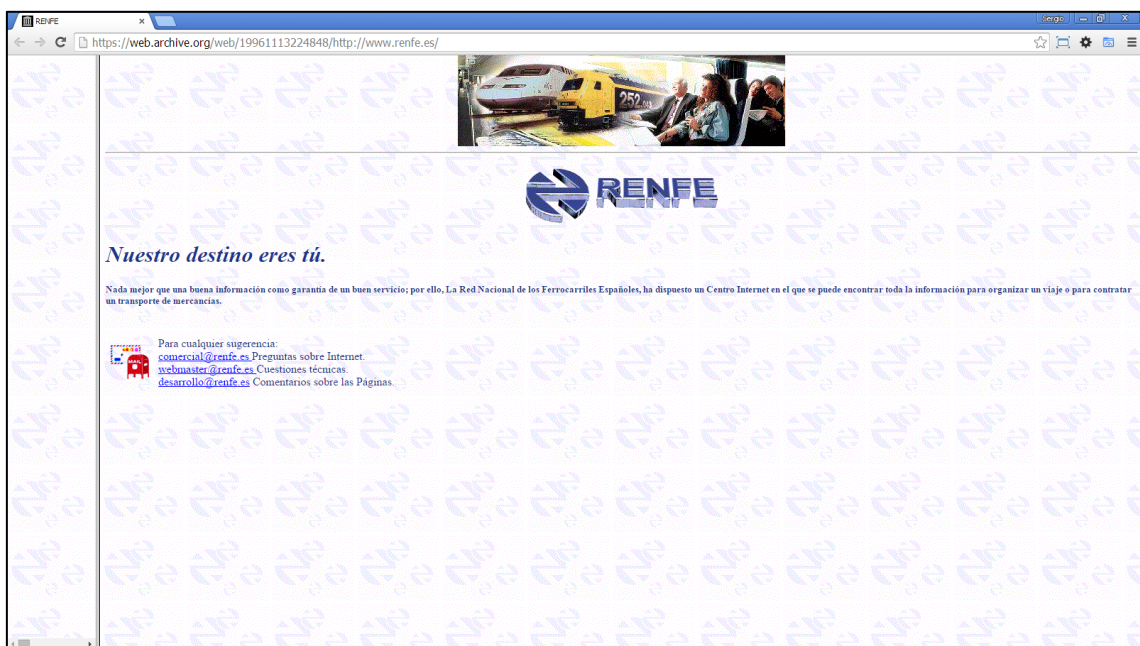 RENFE
Sergio
https://web.archive.org/web/19961113224848/http://www.renfe.es/
252
RENFE
Nuestro destino eres tú.
Nada mejor que una buena información como garantía de un buen servicio; por ello, La Red Nacional de los Ferrocarriles Españoles, ha dispuesto un Centro Internet en el que se puede encontrar toda la información para organizar un viaje o para contratar
un transporte de mercancías.
Para cualquier sugerencia:
MAIL
comercial@renfe.es Preguntas sobre Internet.
webmaster@renfe.es Cuestiones técnicas.
desarrollo@renfe.es Comentarios sobre las Páginas.